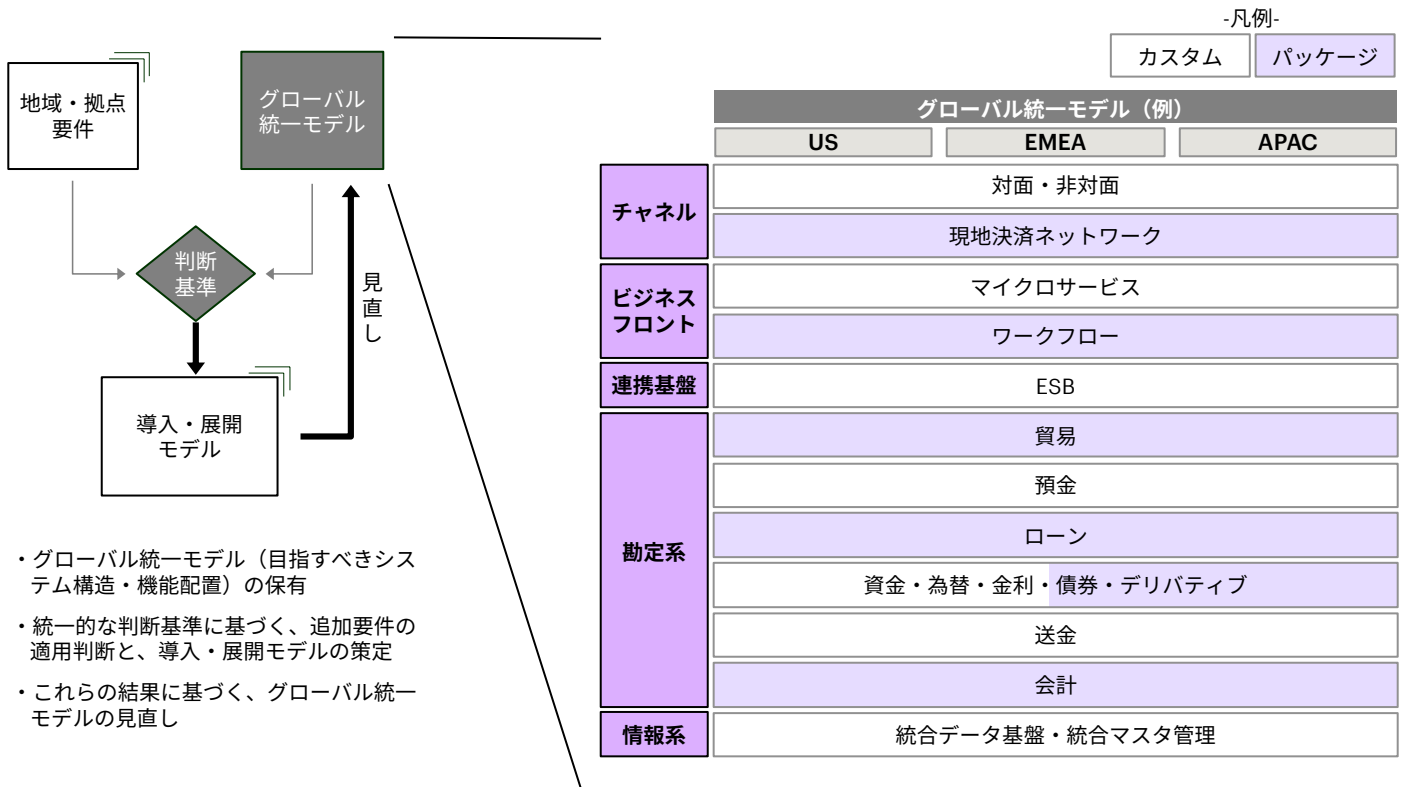 -凡例-
カスタム
パッケージ
地域・拠点
要件
グローバル
統一モデル
判断
基準
見直し
導入・展開
モデル
・グローバル統一モデル（目指すべきシス
テム構造・機能配置）の保有
・統一的な判断基準に基づく、追加要件の
適用判断と、導入・展開モデルの策定
・これらの結果に基づく、グローバル統一
モデルの見直し
グローバル統一モデル（例）
US
EMEA
APAC
チャネル
対面・非対面
現地決済ネットワーク
ビジネス
フロント
マイクロサービス
ワークフロー
連携基盤
ESB
勘定系
貿易
預金
ローン
資金・為替・金利・債券・デリバティブ
送金
会計
情報系
統合データ基盤・統合マスタ管理